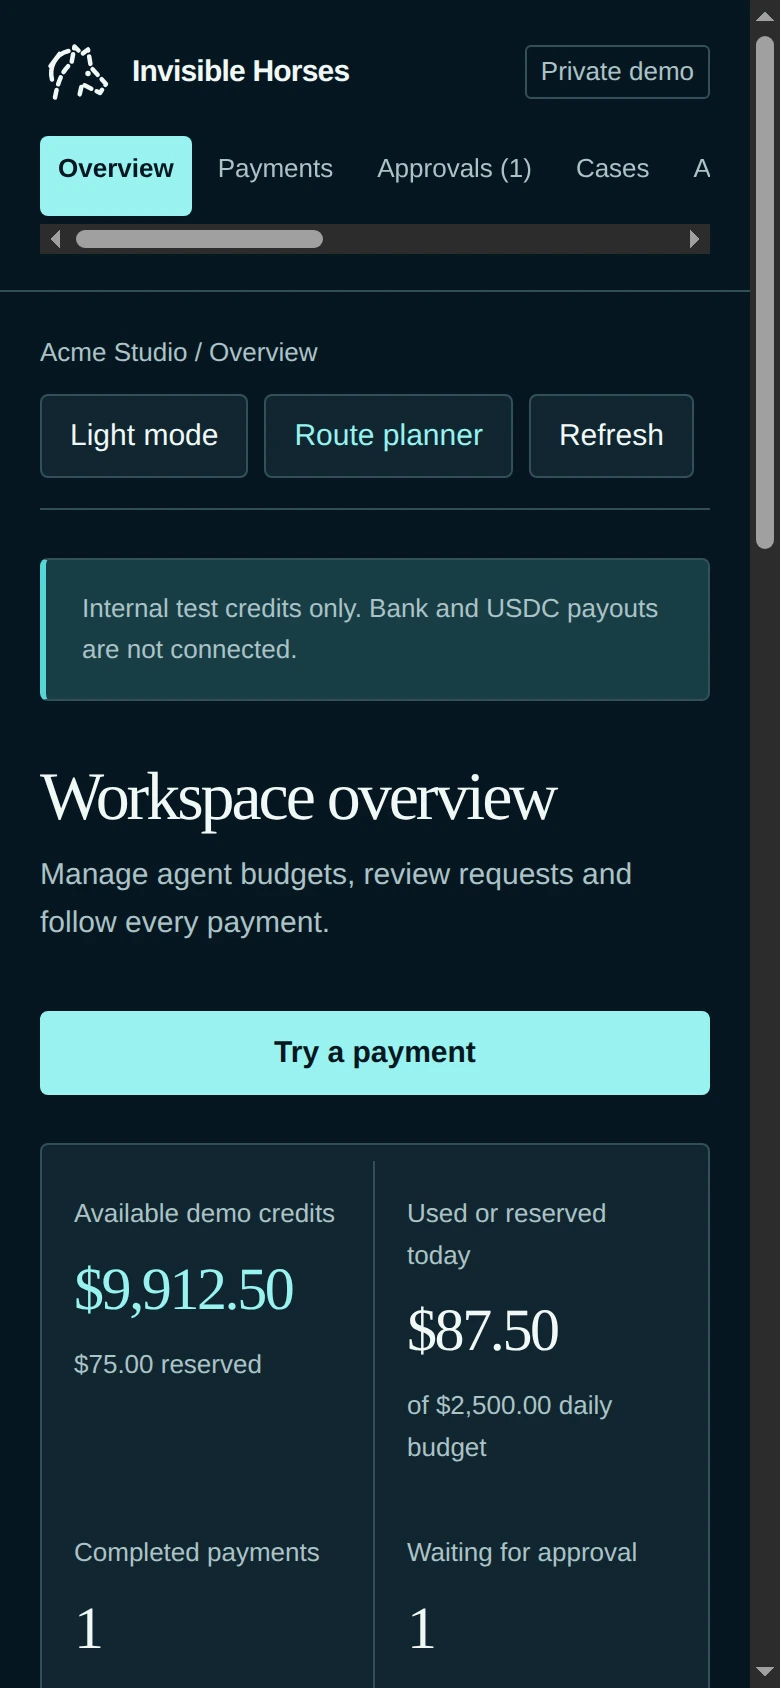 Invisible Horses
Private demo
Overview
Payments
Approvals (1)
Cases
A
Acme Studio / Overview
Light mode
Route planner
Refresh
Internal test credits only. Bank and USDC payouts
are not connected.
Workspace overview
Manage agent budgets, review requests and
follow every payment.
Try a payment
Available demo credits
$9,912.50
$75.00 reserved
Used or reserved
today
$87.50
of $2,500.00 daily
budget
Completed payments
1
Waiting for approval
1